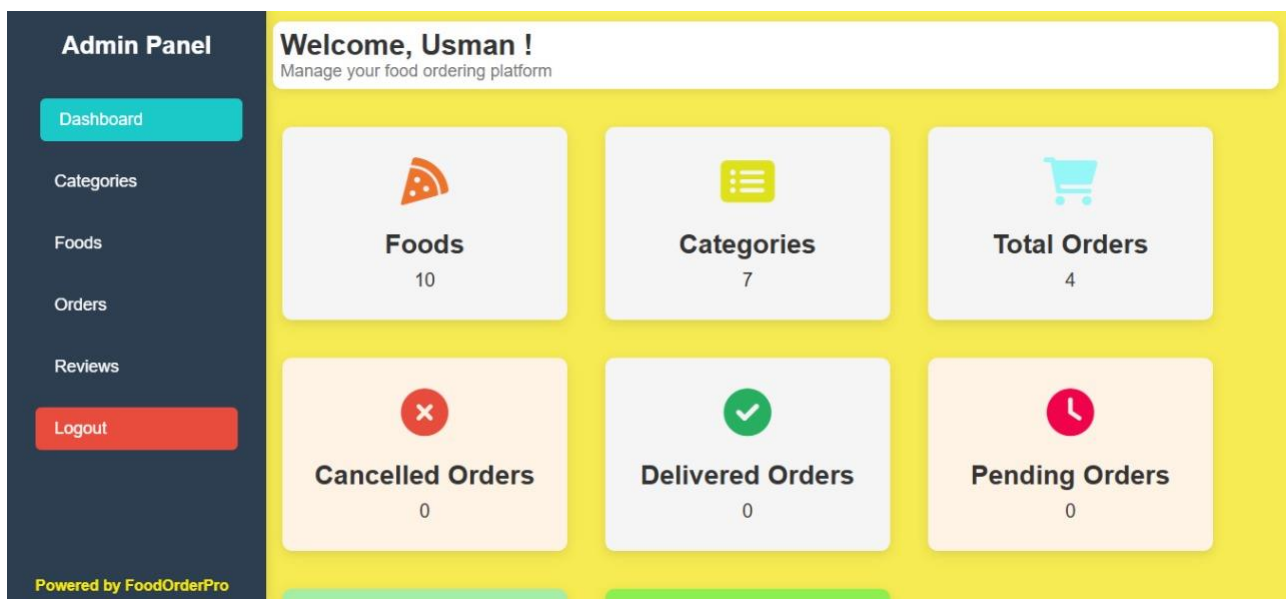 Admin Panel
Dashboard
Categories
Foods
Orders
Reviews
Logout
Powered by FoodOrderPro
Welcome, Usman !
Manage your food ordering platform
Foods
10
Categories
7
Total Orders
4
Cancelled Orders
0
Delivered Orders
0
Pending Orders
0